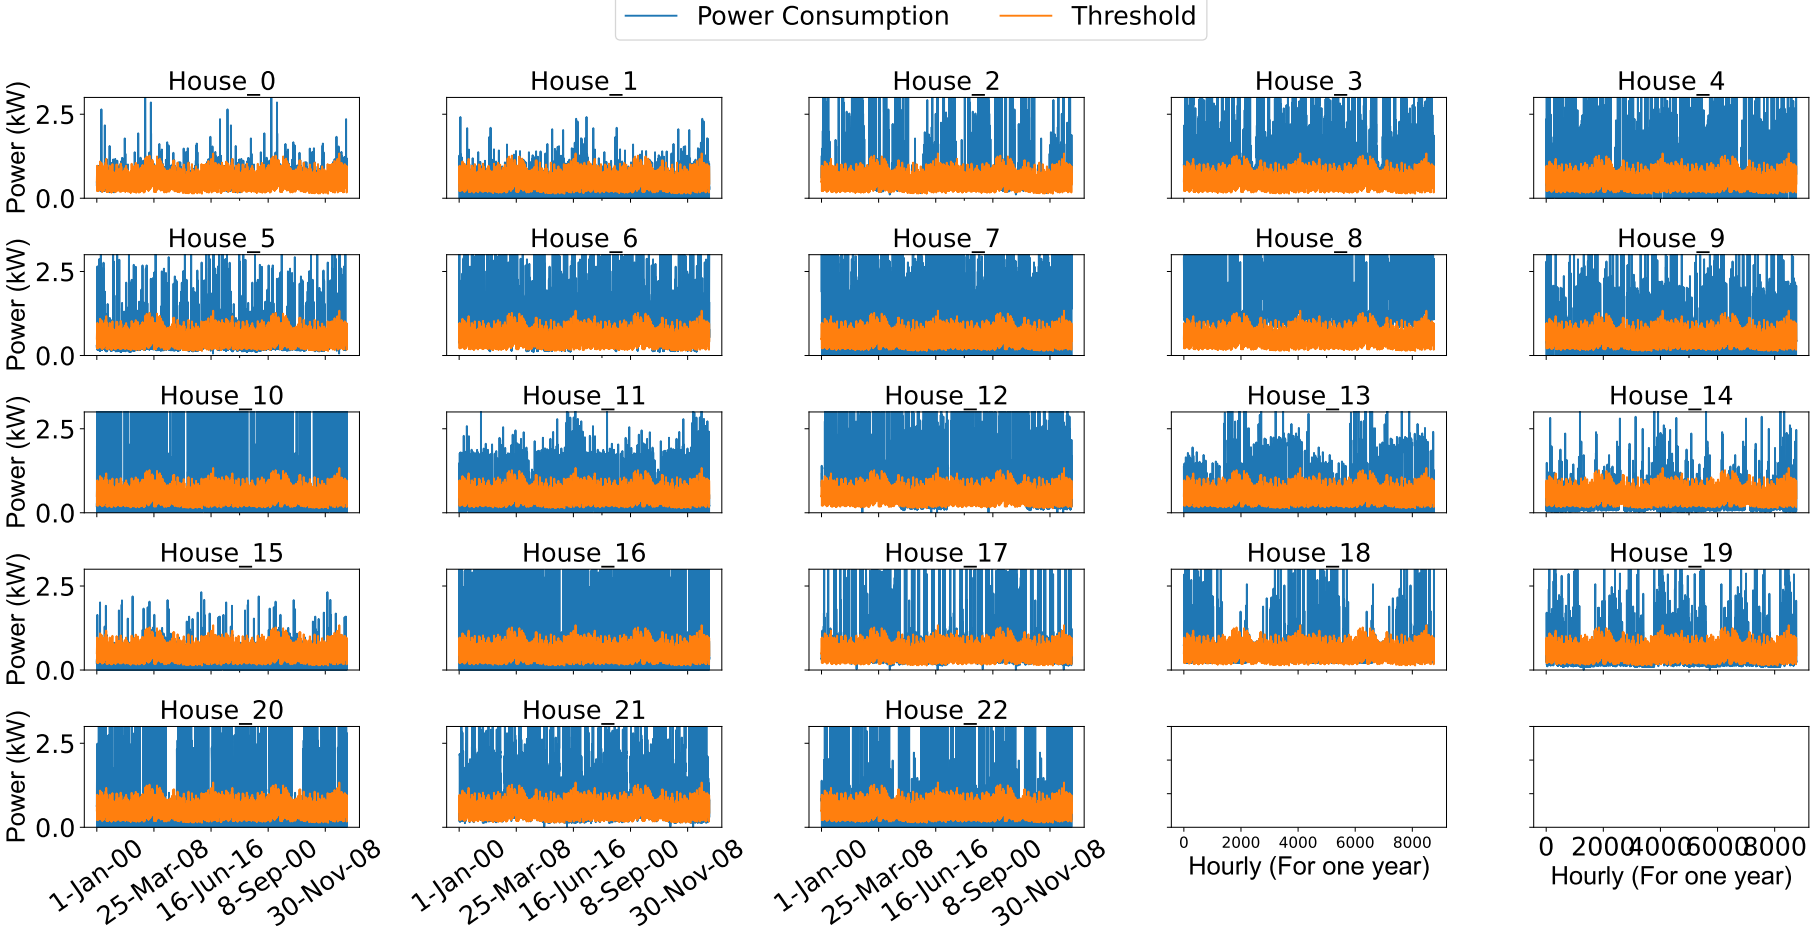 Power Consumption Threshold
House_0 House_1 House_2 House_3 House_4
Power (kW) 2.5 0.0
House_5 House_6 House_7 House_8 House_9
Power (kW) 2.5 0.0
House_10 House_11 House_12 House_13 House_14
Power (kW) 2.5 0.0
House_15 House_16 House_17 House_18 House_19
Power (kW) 2.5 0.0
House_20 House_21 House_22
Power (kW) 2.5 0.0
1-Jan-00 25-Mar-08 16-Jun-16 8-Sep-00 30-Nov-08 1-Jan-00 25-Mar-08 16-Jun-16 8-Sep-00 30-Nov-08 1-Jan-00 25-Mar-08 16-Jun-16 8-Sep-00 30-Nov-08 0 2000 4000 6000 8000 0 2000 4000 6000 8000
Hourly (For one year) Hourly (For one year)